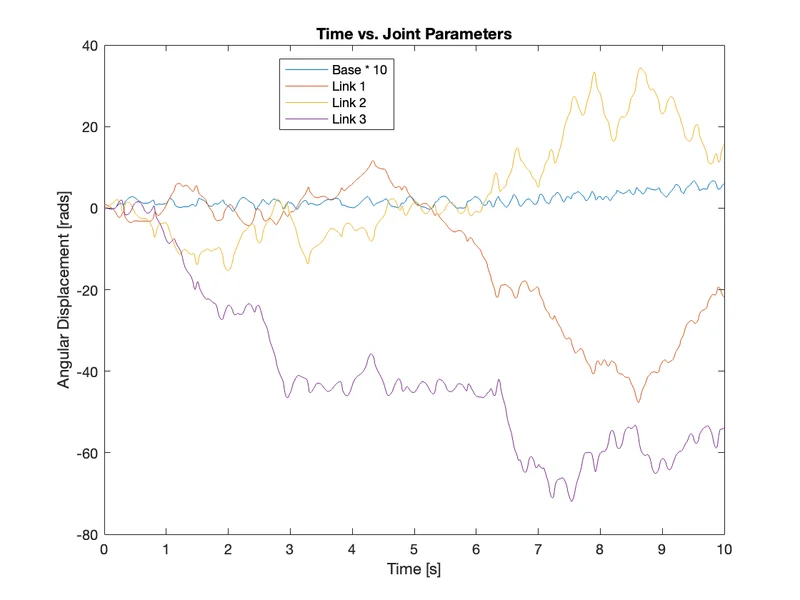 Time vs. Joint Parameters
Base * 10
Link 1
Link 2
Link 3
Angular Displacement [rads]
40
20
0
-20
-40
-60
-80
0 1 2 3 4 5 6 7 8 9 10
Time [s]